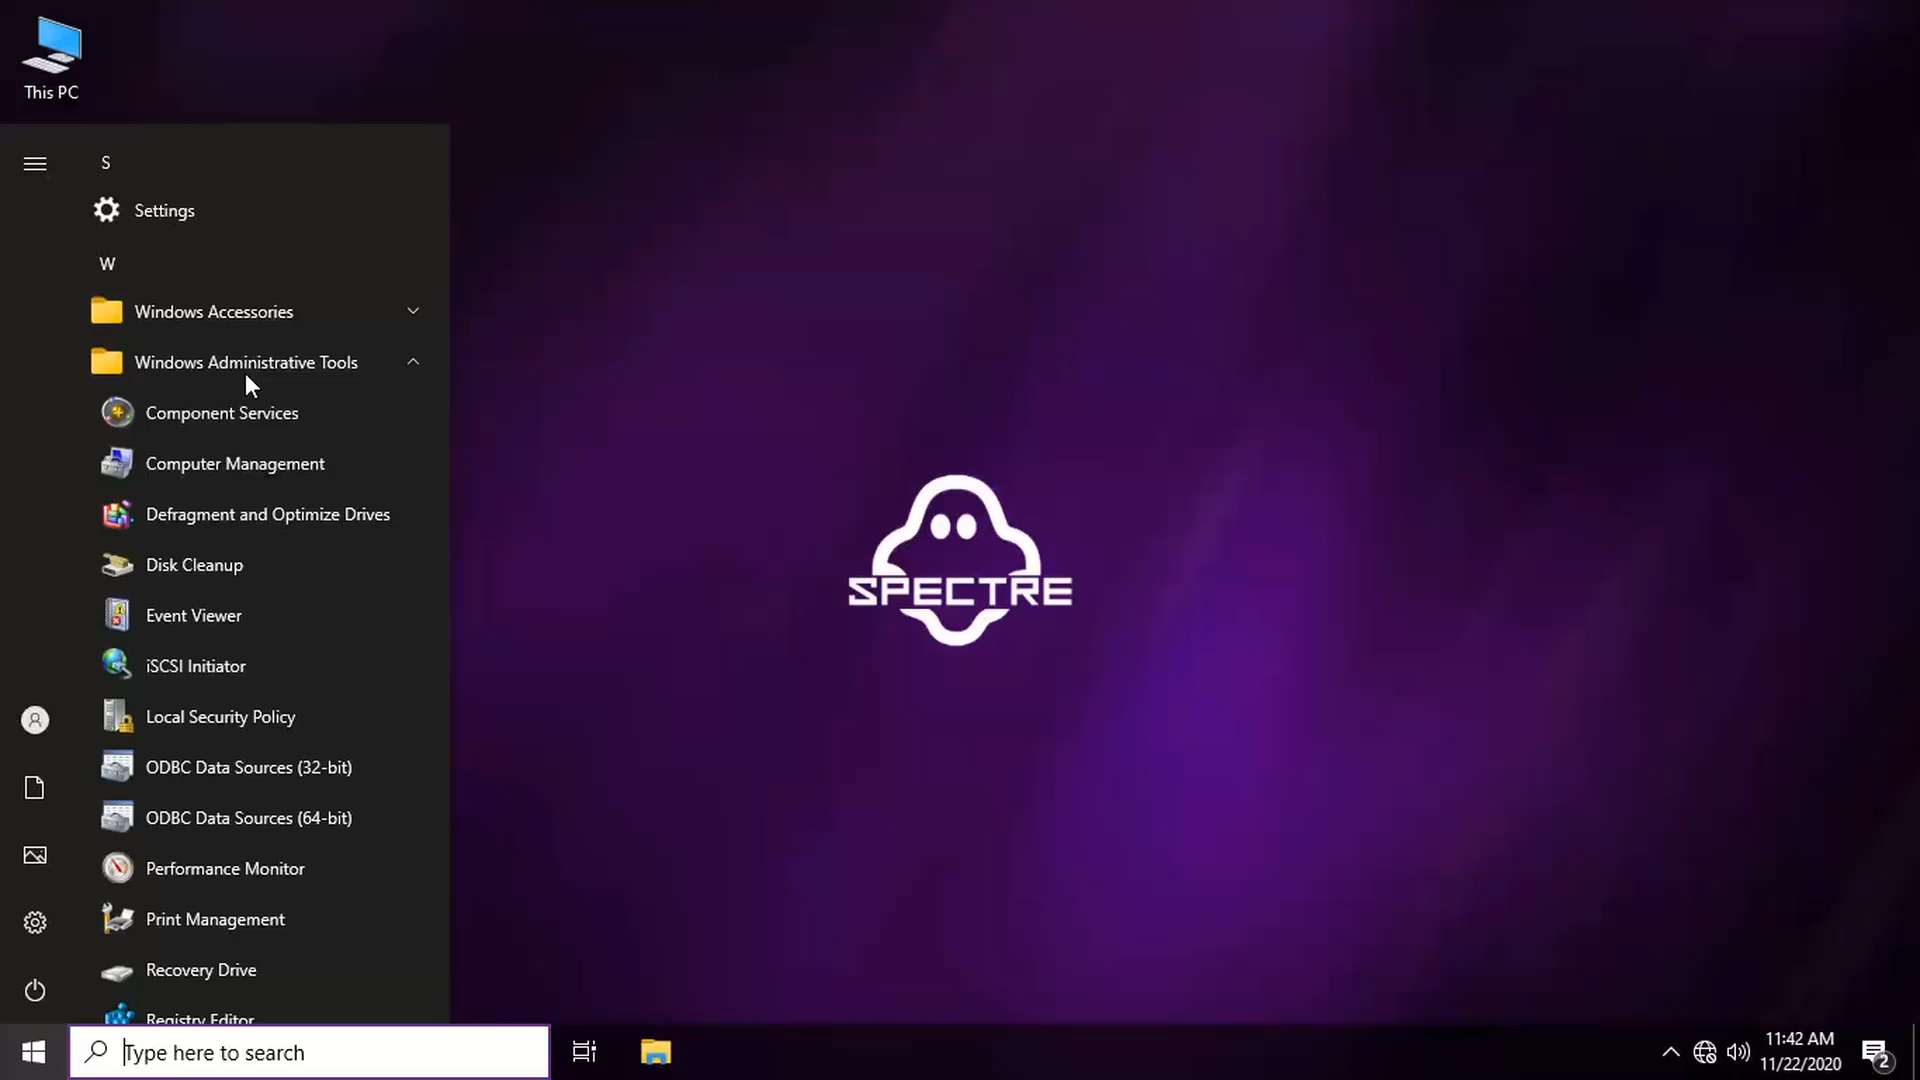 This PC
S
Settings
W
Windows Accessories
Windows Administrative Tools
Component Services
Computer Management
Defragment and Optimize Drives
Disk Cleanup
Event Viewer
iSCSI Initiator
Local Security Policy
ODBC Data Sources (32-bit)
ODBC Data Sources (64-bit)
Performance Monitor
Print Management
Recovery Drive
Registry Editor
SPECTRE
Type here to search
11:42 AM
11/22/2020
2